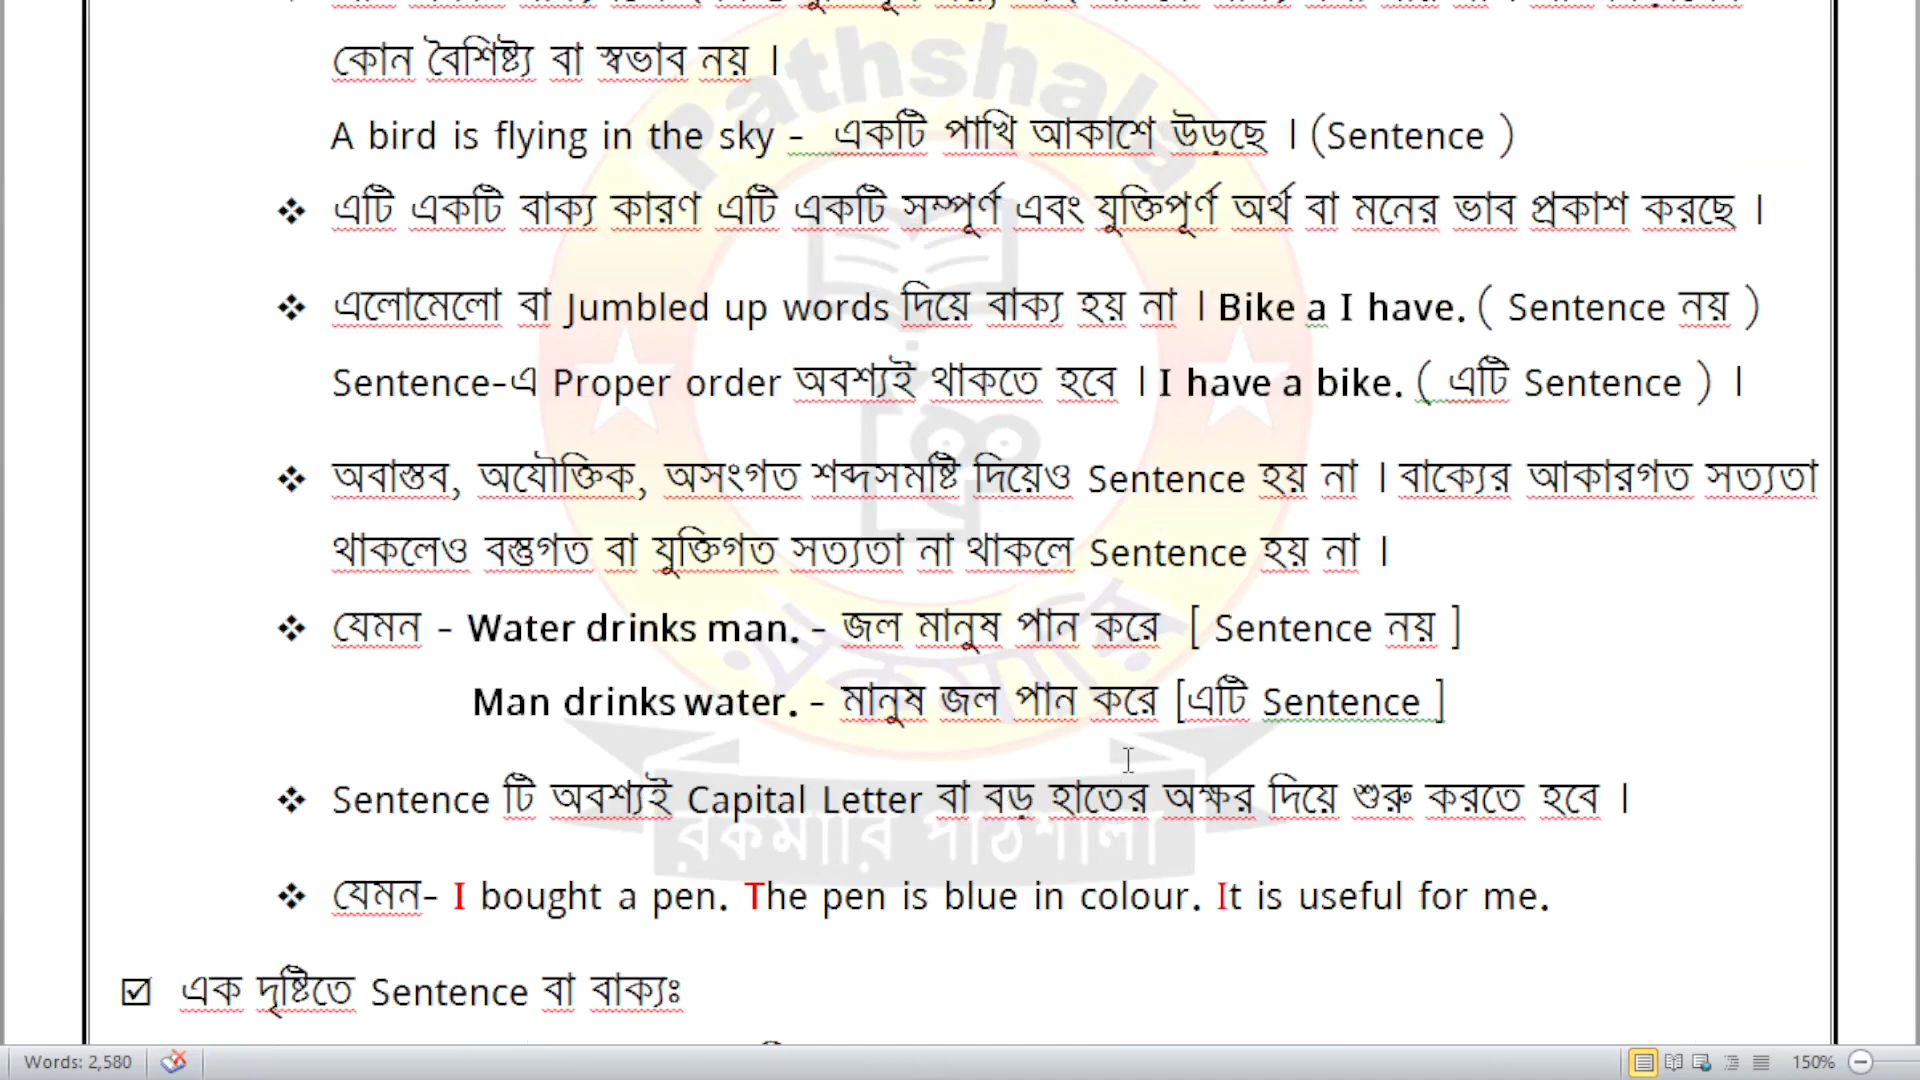 কোন বৈশিষ্ট্য বা স্বভাব নয় ।
A bird is flying in the sky - একটি পাখি আকাশে উড়ছে । (Sentence )
❖ এটি একটি বাক্য কারণ এটি একটি সম্পূর্ণ এবং যুক্তিপূর্ণ অর্থ বা মনের ভাব প্রকাশ করছে ।
❖ এলোমেলো বা Jumbled up words দিয়ে বাক্য হয় না । Bike a I have. ( Sentence নয় )
Sentence-এ Proper order অবশ্যই থাকতে হবে । I have a bike. ( এটি Sentence ) ।
❖ অবাস্তব, অযৌক্তিক, অসংগত শব্দসমষ্টি দিয়েও Sentence হয় না । বাক্যের আকারগত সত্যতা
থাকলেও বস্তুগত বা যুক্তিগত সত্যতা না থাকলে Sentence হয় না ।
❖ যেমন - Water drinks man. - জল মানুষ পান করে [ Sentence নয় ]
Man drinks water. - মানুষ জল পান করে [এটি Sentence ]
❖ Sentence টি অবশ্যই Capital Letter বা বড় হাতের অক্ষর দিয়ে শুরু করতে হবে ।
❖ যেমন- I bought a pen. The pen is blue in colour. It is useful for me.
☑ এক দৃষ্টিতে Sentence বা বাক্যঃ
Pathshala
রকমারি
রকমারি পাঠশালা
Words: 2,580
150%